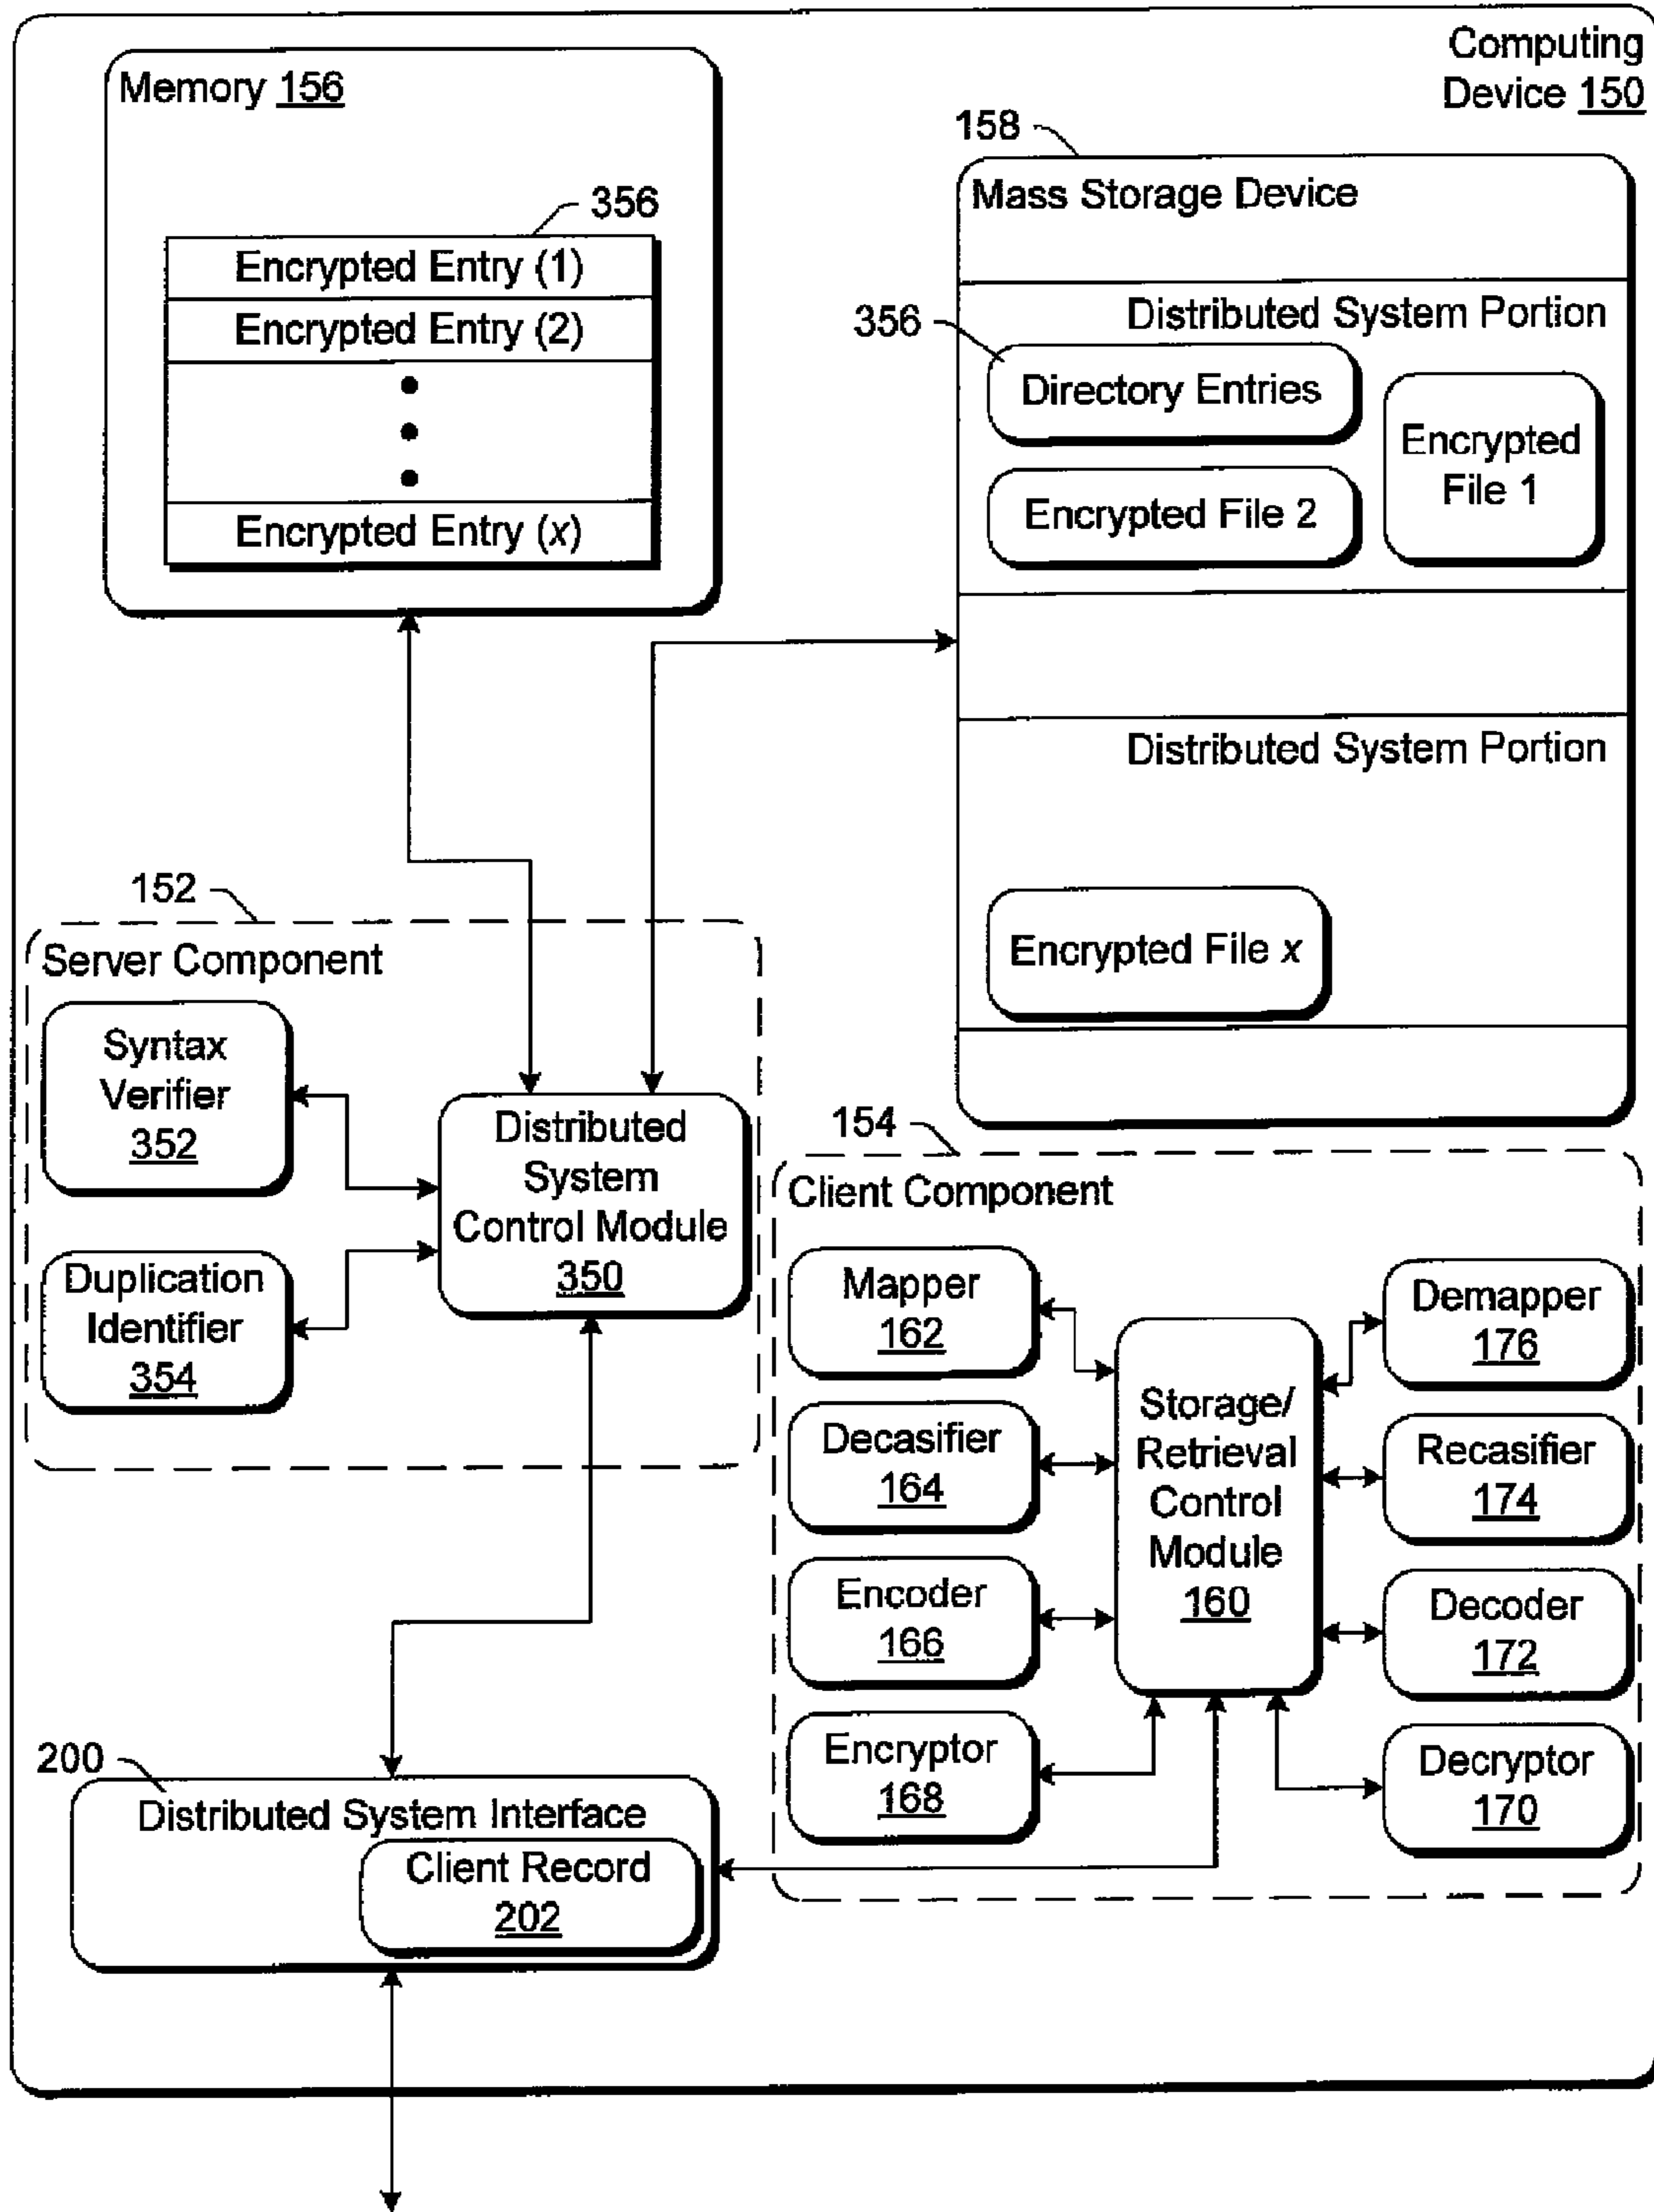 Computing
Device 150
Memory 156
356
Encrypted Entry (1)
Encrypted Entry (2)
Encrypted Entry (x)
158
Mass Storage Device
Distributed System Portion
356
Directory Entries
Encrypted
File 1
Encrypted File 2
Distributed System Portion
Encrypted File x
152
Server Component
Syntax
Verifier
352
Distributed
System
Control Module
350
Duplication
Identifier
354
154
Client Component
Mapper
162
Decasifier
164
Encoder
166
Encryptor
168
Storage/
Retrieval
Control
Module
160
Demapper
176
Recasifier
174
Decoder
172
Decryptor
170
200
Distributed System Interface
Client Record
202